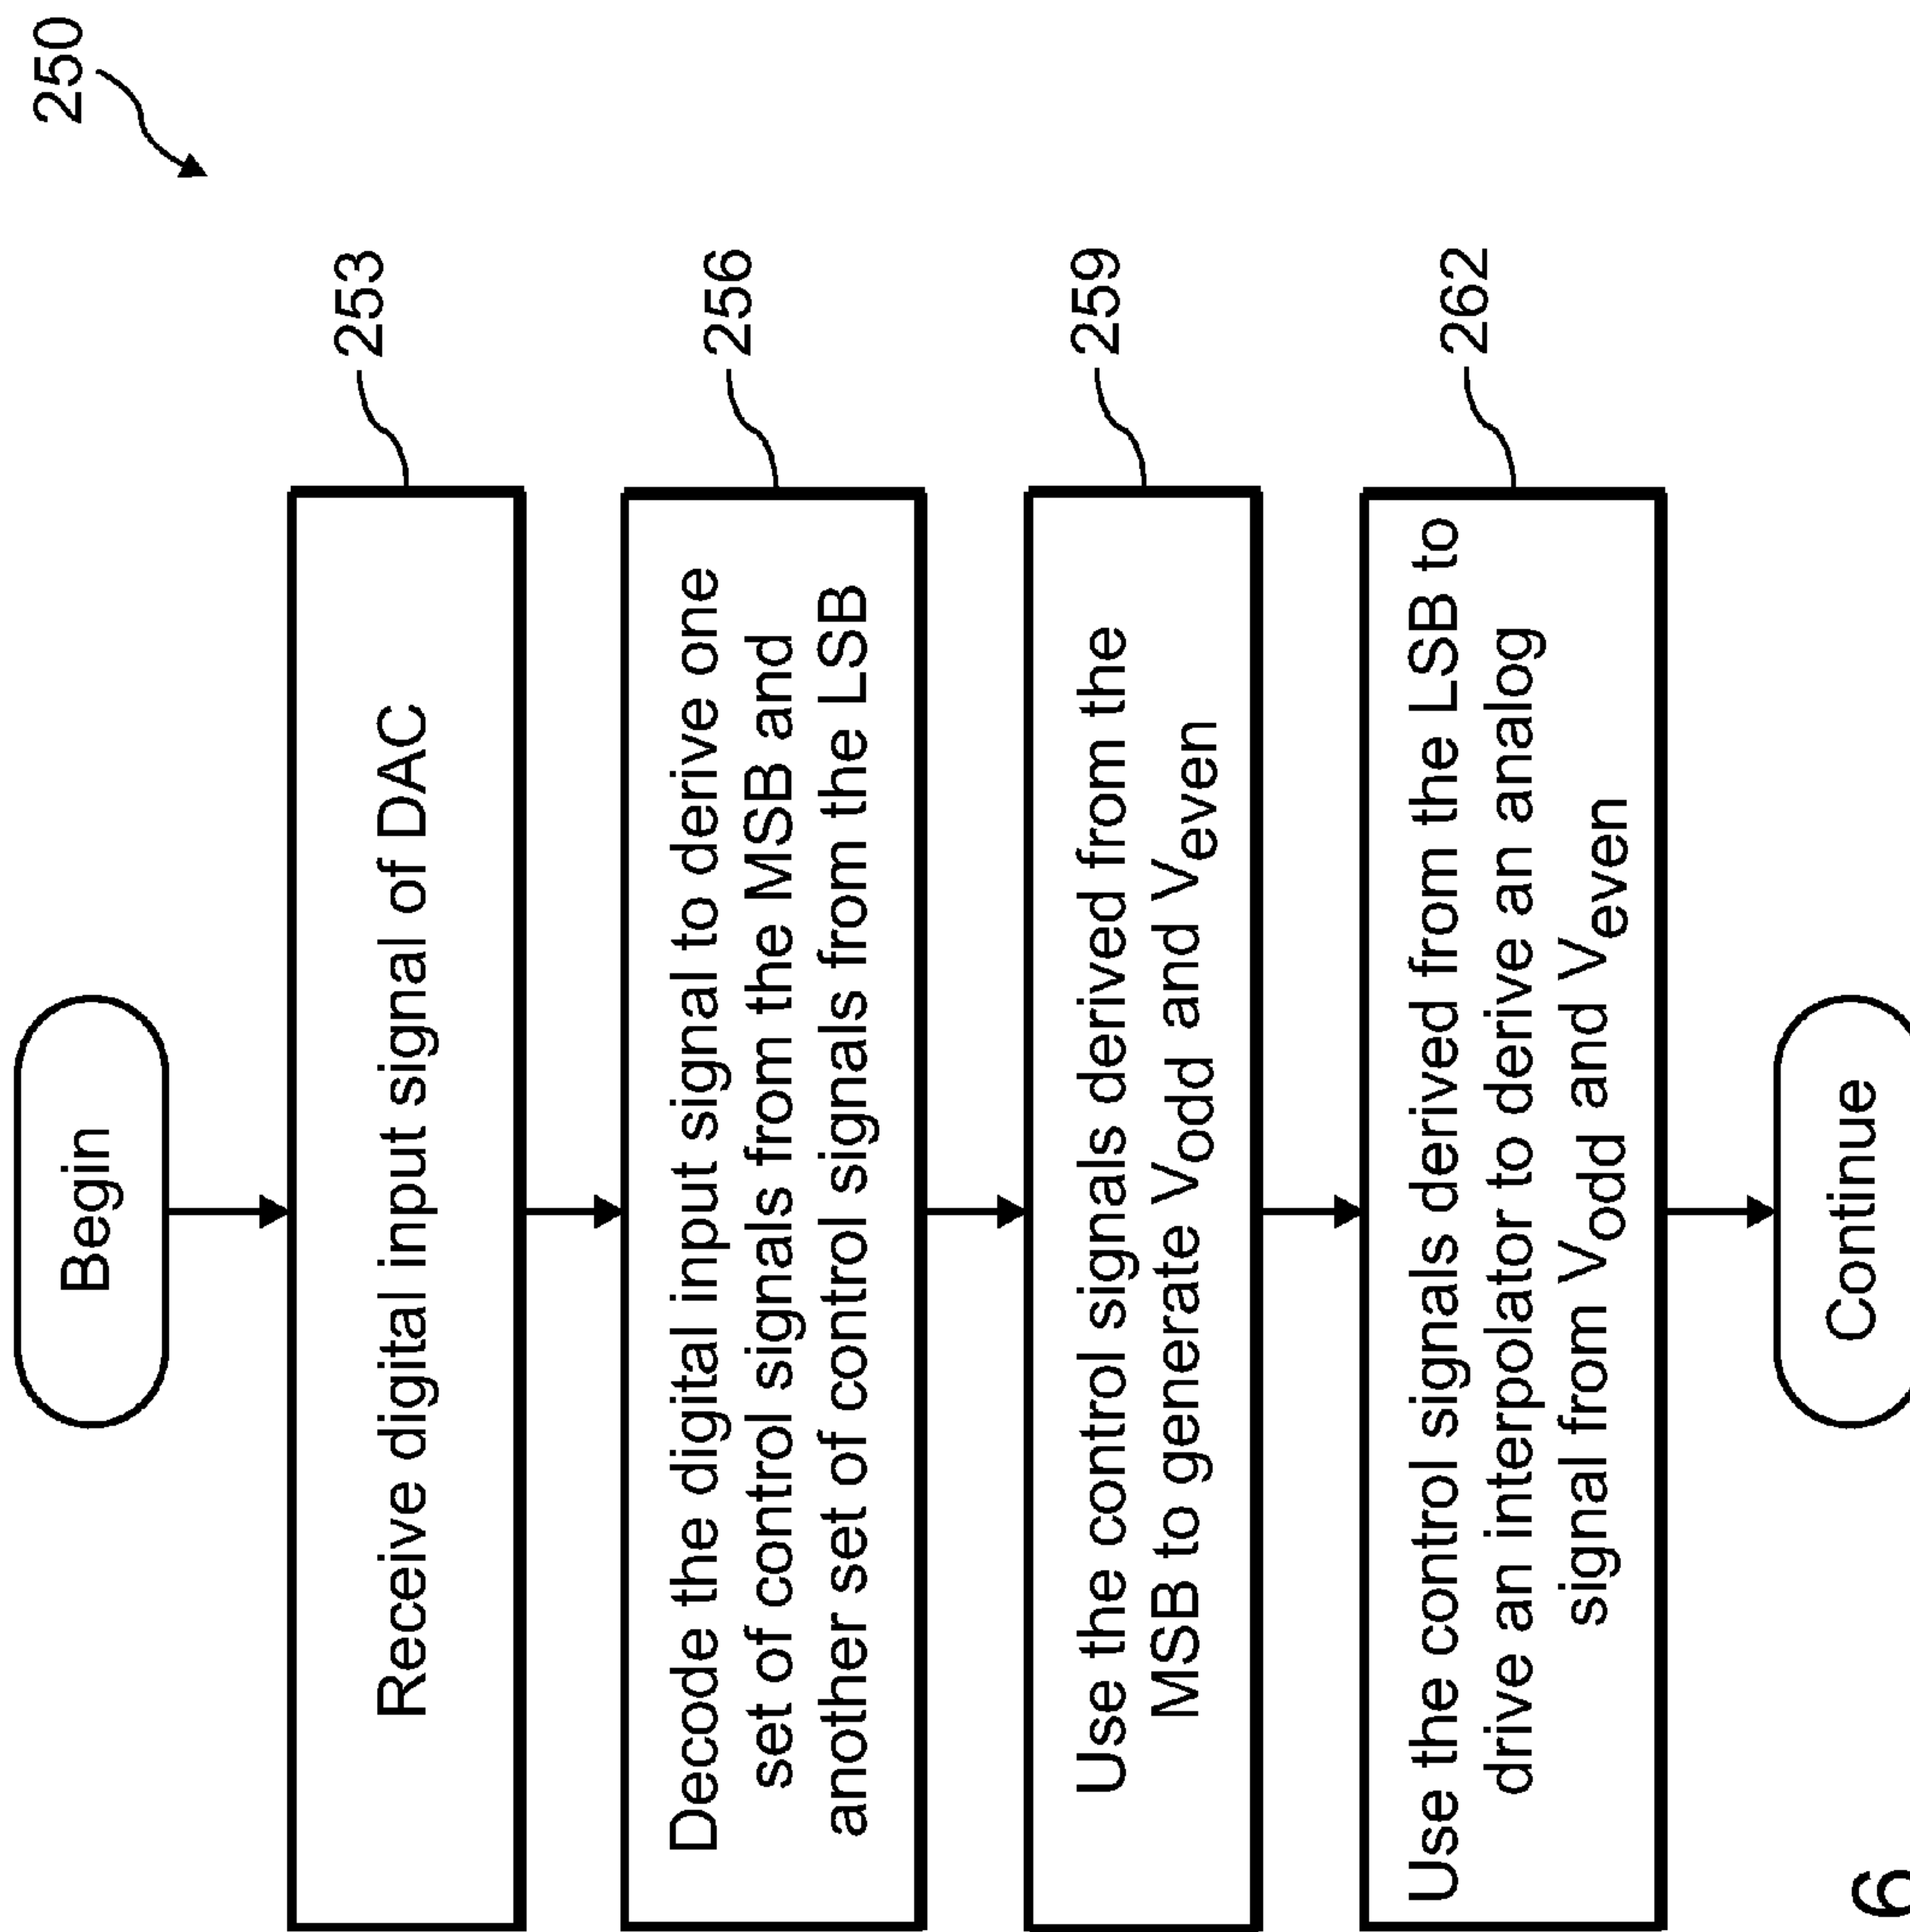 250
Begin
Receive digital input signal of DAC
253
Decode the digital input signal to derive one
set of control signals from the MSB and
another set of control signals from the LSB
256
Use the control signals derived from the
MSB to generate Vodd and Veven
259
Use the control signals derived from the LSB to
drive an interpolator to derive an analog
signal from Vodd and Veven
262
Continue
6